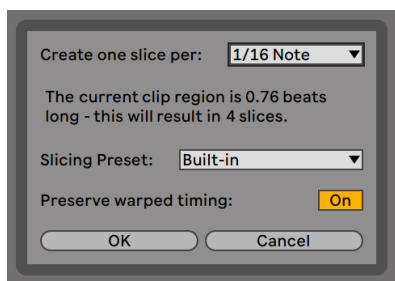 Create one slice per: 1/16 Note
The current clip region is 0.76 beats
long - this will result in 4 slices.
Slicing Preset: Built-in
Preserve warped timing: On
OK Cancel